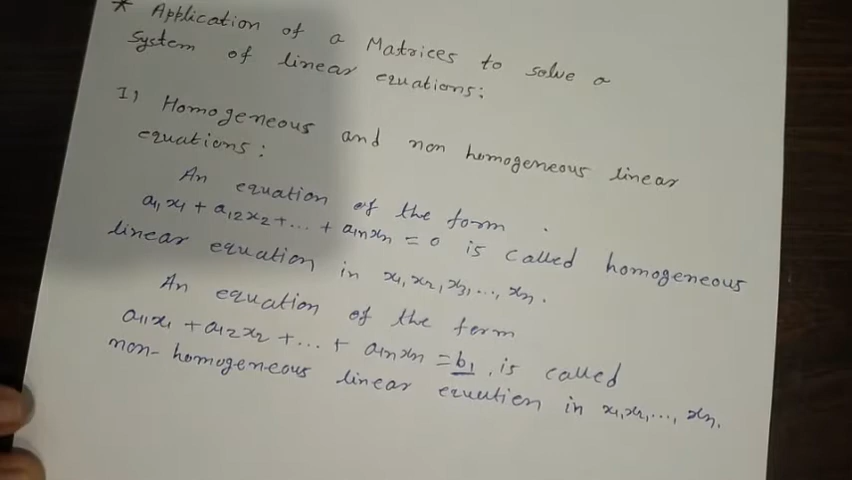 * Application of a Matrices to solve a
System of linear equations:
1) Homogeneous and non homogeneous linear
equations:
An equation of the form
a₁₁x₁ + a₁₂x₂ + ... + a₁ₙxₙ = 0 is called homogeneous
linear equation in x₁, x₂, x₃, ..., xₙ.
An equation of the form
a₁₁x₁ + a₁₂x₂ + ... + a₁ₙxₙ = b₁, is called
non-homogeneous linear equation in x₁, x₂, ..., xₙ.